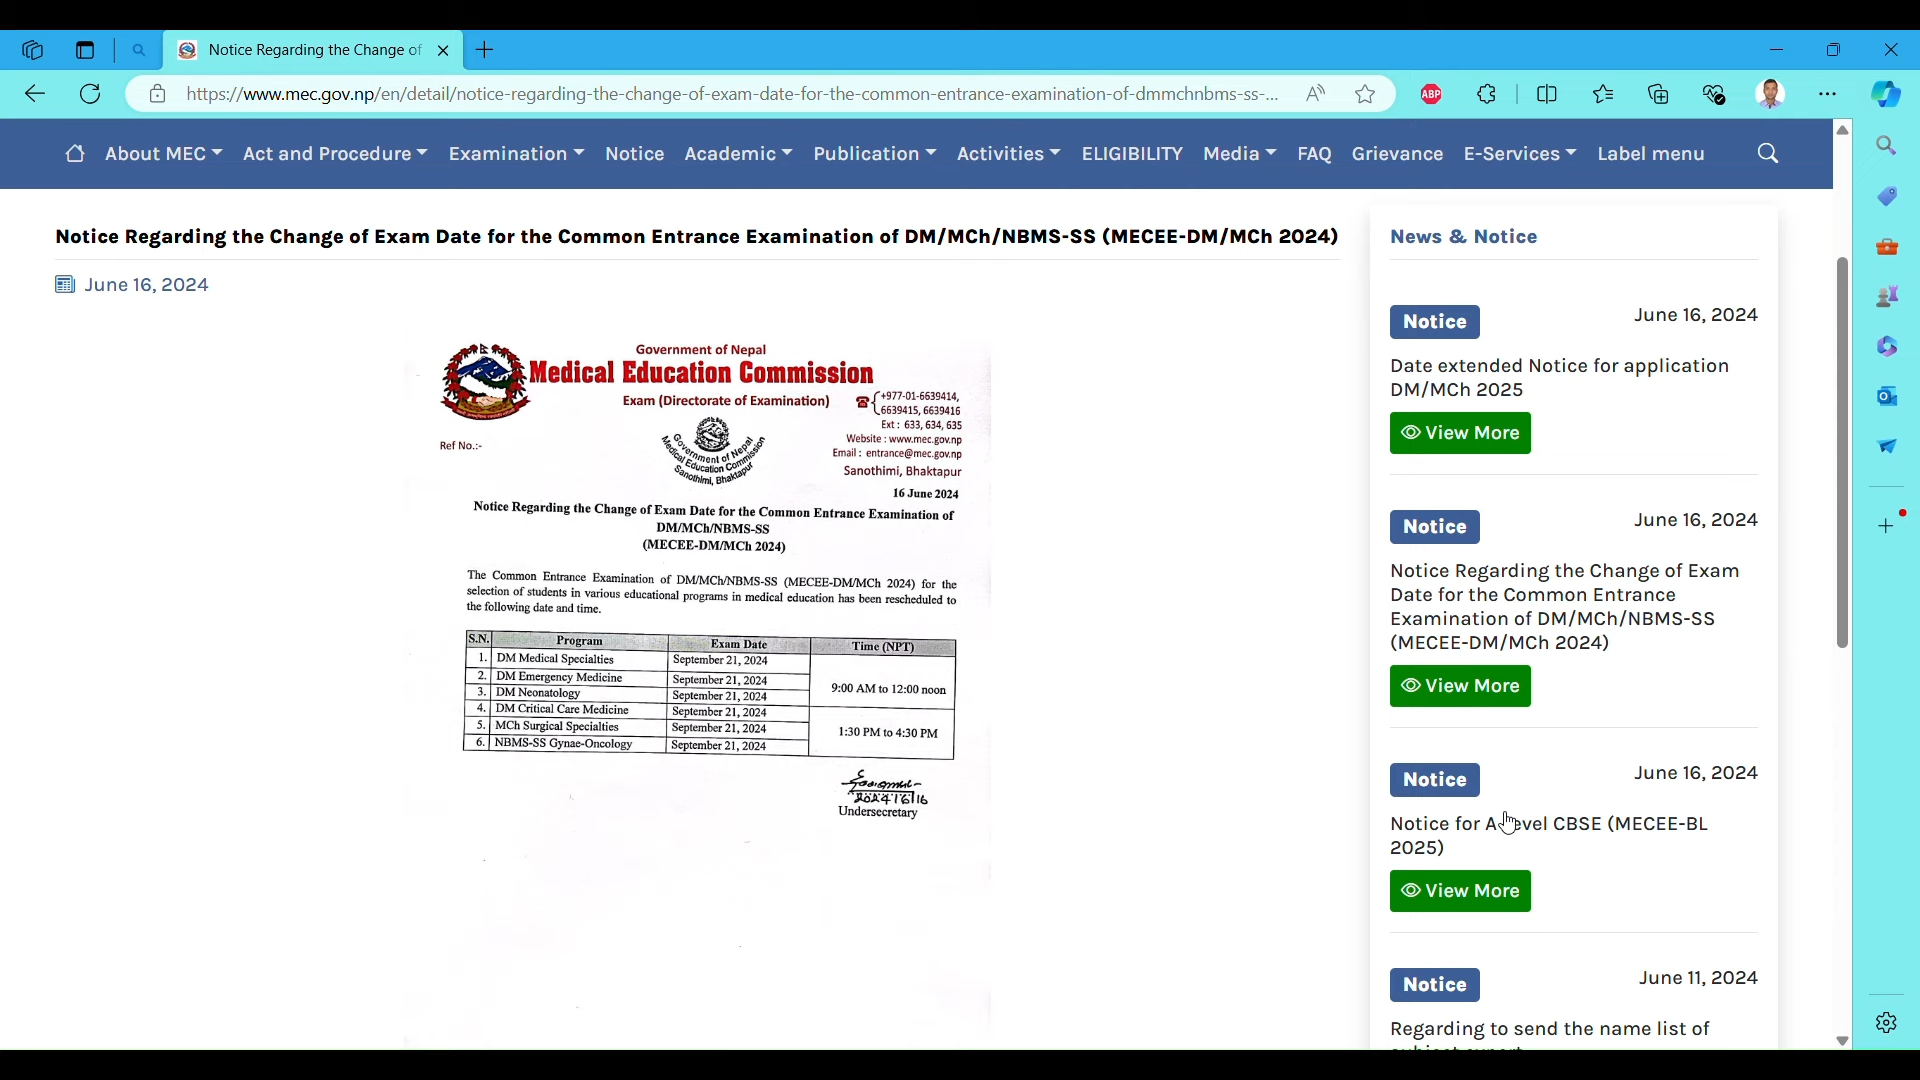 Notice Regarding the Change of
https://www.mec.gov.np/en/detail/notice-regarding-the-change-of-exam-date-for-the-common-entrance-examination-of-dmmchnbms-ss-...
ABP
About MEC Act and Procedure Examination Notice Academic Publication Activities ELIGIBILITY Media FAQ Grievance E-Services Label menu
Notice Regarding the Change of Exam Date for the Common Entrance Examination of DM/MCh/NBMS-SS (MECEE-DM/MCh 2024)
June 16, 2024
Government of Nepal
Medical Education Commission
Exam (Directorate of Examination)
+977-01-6639414,
6639415, 6639416
Ext : 633, 634, 635
Website : www.mec.gov.np
Email : entrance@mec.gov.np
Sanothimi, Bhaktapur
Ref No.:-
Government of Nepal
Medical Education Commission
Sanothimi, Bhaktapur
16 June 2024
Notice Regarding the Change of Exam Date for the Common Entrance Examination of
DM/MCh/NBMS-SS
(MECEE-DM/MCh 2024)
The Common Entrance Examination of DM/MCh/NBMS-SS (MECEE-DM/MCh 2024) for the
selection of students in various educational programs in medical education has been rescheduled to
the following date and time.
S.N. Program Exam Date Time (NPT)
1. DM Medical Specialties September 21, 2024
2. DM Emergency Medicine September 21, 2024
9:00 AM to 12:00 noon
3. DM Neonatology September 21, 2024
4. DM Critical Care Medicine September 21, 2024
5. MCh Surgical Specialties September 21, 2024
1:30 PM to 4:30 PM
6. NBMS-SS Gynae-Oncology September 21, 2024
2024/6/16
Undersecretary
News & Notice
Notice June 16, 2024
Date extended Notice for application
DM/MCh 2025
View More
Notice June 16, 2024
Notice Regarding the Change of Exam
Date for the Common Entrance
Examination of DM/MCh/NBMS-SS
(MECEE-DM/MCh 2024)
View More
Notice June 16, 2024
Notice for A Level CBSE (MECEE-BL
2025)
View More
Notice June 11, 2024
Regarding to send the name list of